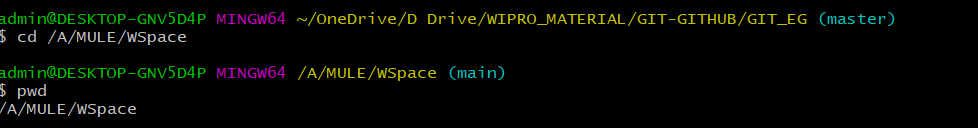 admin@DESKTOP-GNV5D4P MINGW64 ~/OneDrive/D Drive/WIPRO_MATERIAL/GIT-GITHUB/GIT_EG (master)
$ cd /A/MULE/WSpace
admin@DESKTOP-GNV5D4P MINGW64 /A/MULE/WSpace (main)
$ pwd
/A/MULE/WSpace